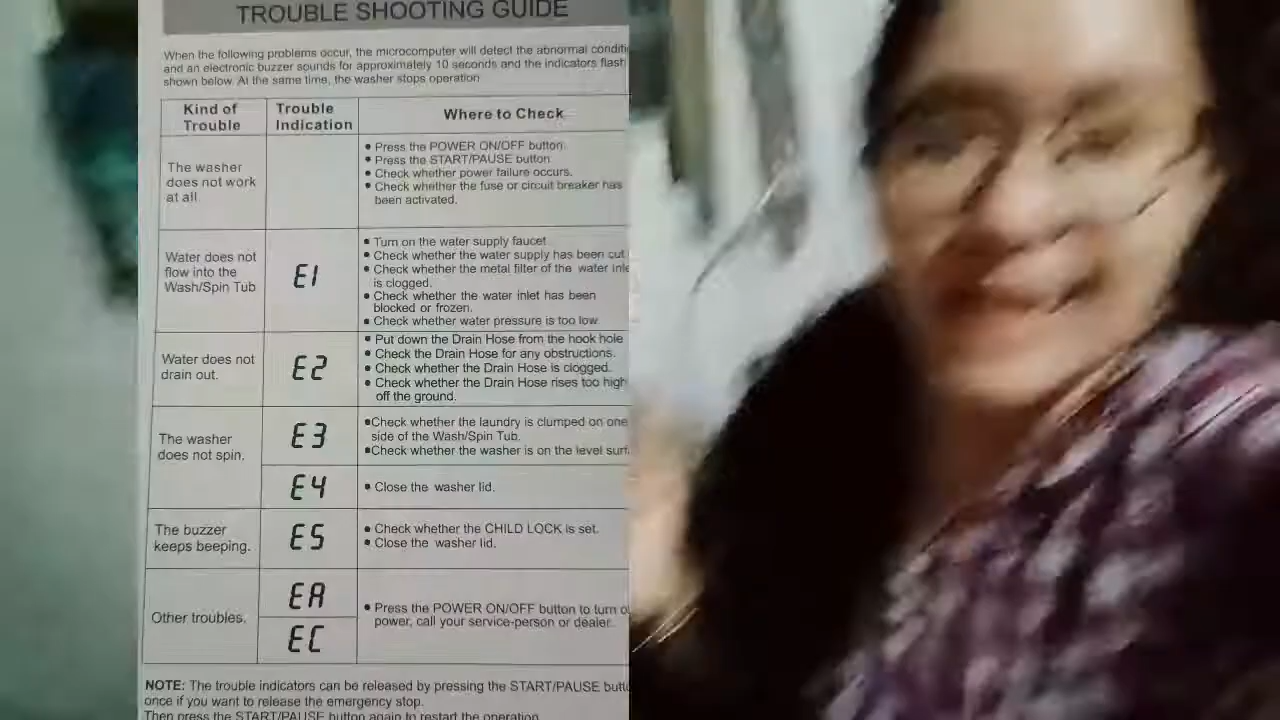 TROUBLE SHOOTING GUIDE
When the following problems occur, the microcomputer will detect the abnormal
and an electronic buzzer sounds for approximately 10 seconds and the indicators flash
shown below. At the same time, the washer stops operation
Kind of
Trouble
Trouble
Indication
Where to Check
The washer
does not work
at all.
• Press the POWER ON/OFF button.
• Press the START/PAUSE button
• Check whether power failure occurs.
• Check whether the fuse or circuit breaker has
been activated.
Water does not
flow into the
Wash/Spin Tub
E1
• Turn on the water supply faucet
• Check whether the water supply has been cut
• Check whether the metal filter of the water
is clogged.
• Check whether the water inlet has been
blocked or frozen.
• Check whether water pressure is too low.
Water does not
drain out.
E2
• Put down the Drain Hose from the hook hole
• Check the Drain Hose for any obstructions.
• Check whether the Drain Hose is clogged.
• Check whether the Drain Hose rises too high
off the ground.
The washer
does not spin.
E3
•Check whether the laundry is clumped on one
side of the Wash/Spin Tub.
•Check whether the washer is on the level
E4
• Close the washer lid.
The buzzer
keeps beeping.
E5
• Check whether the CHILD LOCK is set.
• Close the washer lid.
Other troubles.
EA
EC
• Press the POWER ON/OFF button to turn
power, call your service-person or dealer.
NOTE: The trouble indicators can be released by pressing the START/PAUSE
once if you want to release the emergency stop.
Then press the START/PAUSE button again to restart the operation